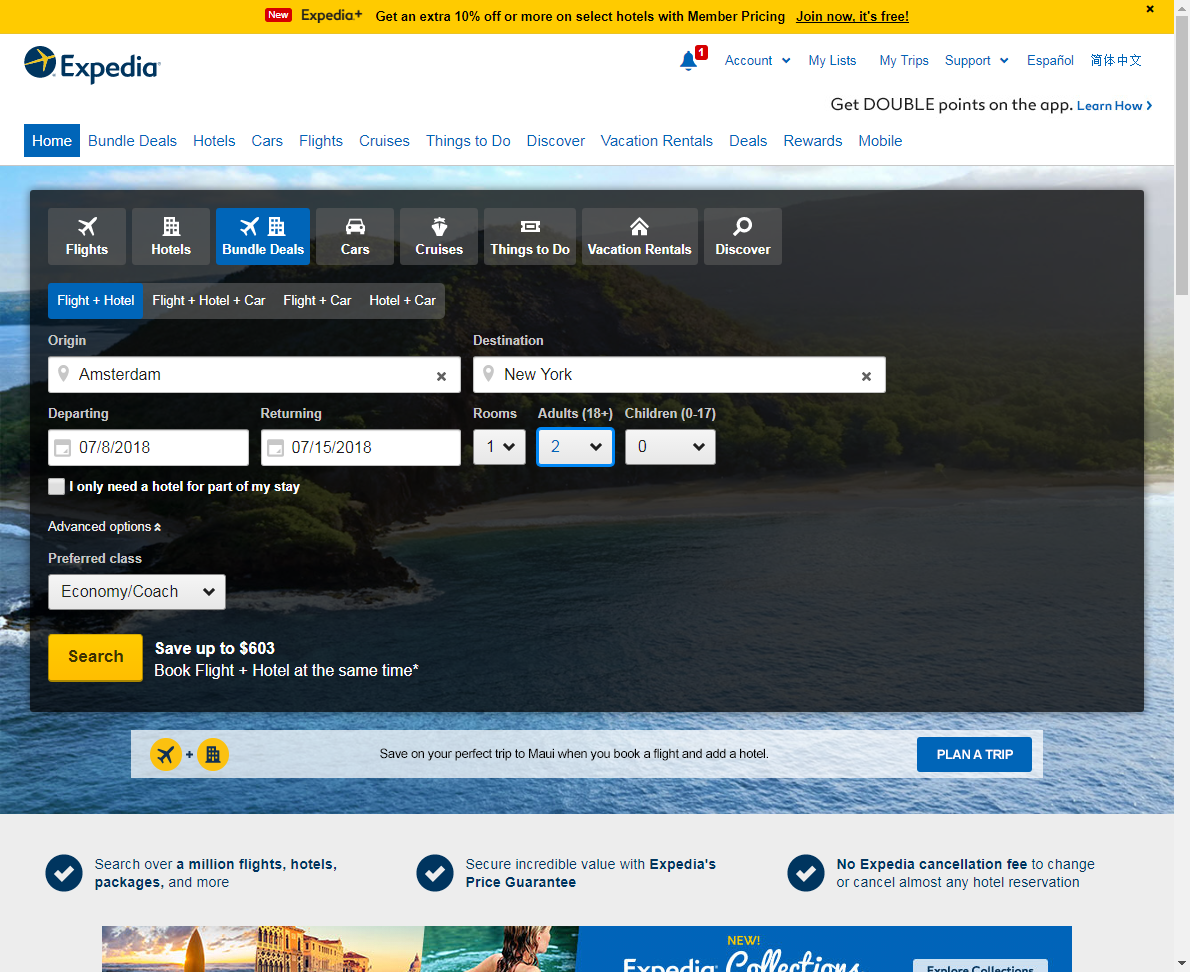 New Expedia+ Get an extra 10% off or more on select hotels with Member Pricing Join now, it's free!
Expedia
1 Account My Lists My Trips Support Español 简体中文
Get DOUBLE points on the app. Learn How
Home Bundle Deals Hotels Cars Flights Cruises Things to Do Discover Vacation Rentals Deals Rewards Mobile
Flights Hotels Bundle Deals Cars Cruises Things to Do Vacation Rentals Discover
Flight + Hotel Flight + Hotel + Car Flight + Car Hotel + Car
Origin Destination
Amsterdam New York
Departing Returning Rooms Adults (18+) Children (0-17)
07/8/2018 07/15/2018 1 2 0
I only need a hotel for part of my stay
Advanced options
Preferred class
Economy/Coach
Search Save up to $603
Book Flight + Hotel at the same time*
+ Save on your perfect trip to Maui when you book a flight and add a hotel. PLAN A TRIP
Search over a million flights, hotels, packages, and more
Secure incredible value with Expedia's Price Guarantee
No Expedia cancellation fee to change or cancel almost any hotel reservation
NEW!
Expedia Collections Explore Collections